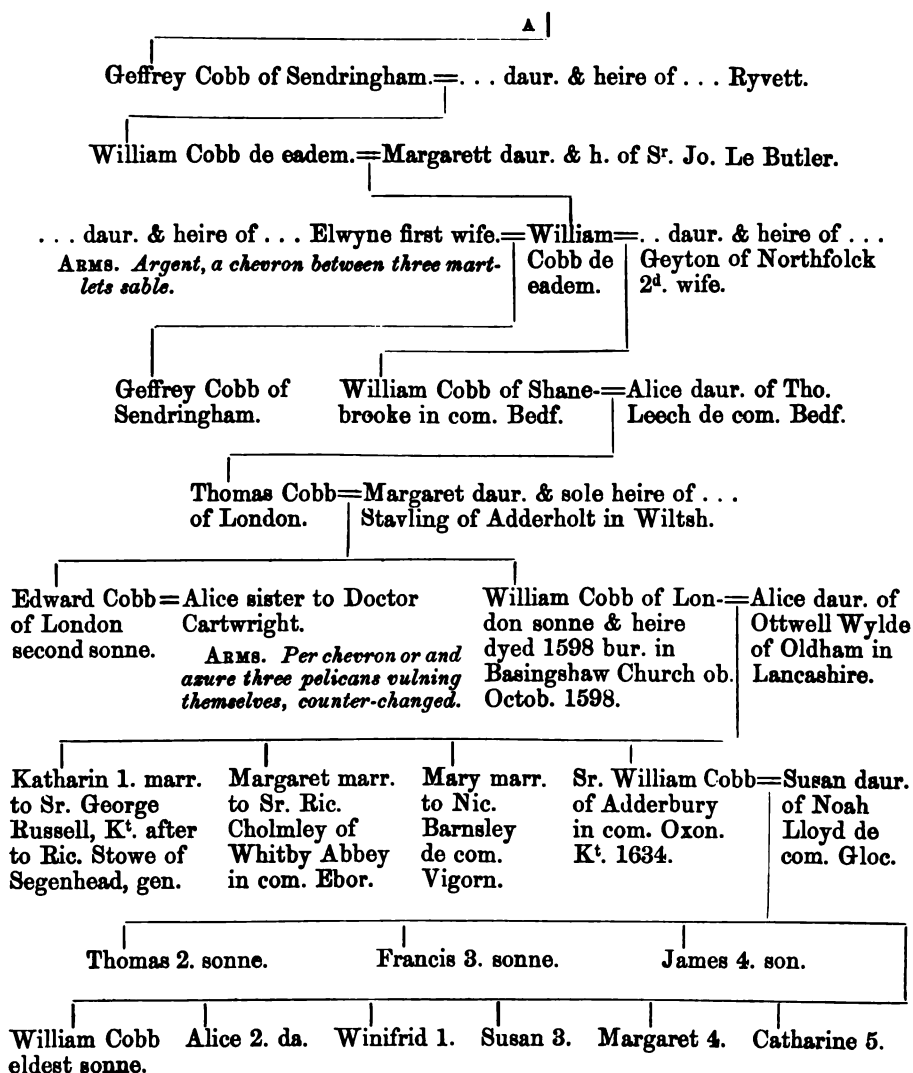 A
Geffrey Cobb of Sendringham.=. . . daur. & heire of . . . Ryvett.
William Cobb de eadem.=Margarett daur. & h. of Sr. Jo. Le Butler.
. . . daur. & heire of . . . Elwyne first wife.=William=. . daur. & heire of . . .
ARMS. Argent, a chevron between three mart-
lets sable.
Cobb de
eadem.
Geyton of Northfolck
2d. wife.
Geffrey Cobb of
Sendringham.
William Cobb of Shane-=Alice daur. of Tho.
brooke in com. Bedf.
Leech de com. Bedf.
Thomas Cobb=Margaret daur. & sole heire of . . .
of London.
Stavling of Adderholt in Wiltsh.
Edward Cobb=Alice sister to Doctor
of London
second sonne.
Cartwright.
ARMS. Per chevron or and
azure three pelicans vulning
themselves, counter-changed.
William Cobb of Lon-=Alice daur. of
don sonne & heire
dyed 1598 bur. in
Basingshaw Church ob.
Octob. 1598.
Ottwell Wylde
of Oldham in
Lancashire.
Katharin 1. marr.
to Sr. George
Russell, Kt. after
to Ric. Stowe of
Segenhead, gen.
Margaret marr.
to Sr. Ric.
Cholmley of
Whitby Abbey
in com. Ebor.
Mary marr.
to Nic.
Barnsley
de com.
Vigorn.
Sr. William Cobb=Susan daur.
of Adderbury
in com. Oxon.
Kt. 1634.
of Noah
Lloyd de
com. Gloc.
Thomas 2. sonne.
Francis 3. sonne.
James 4. son.
William Cobb
eldest sonne.
Alice 2. da.
Winifrid 1.
Susan 3.
Margaret 4.
Catharine 5.